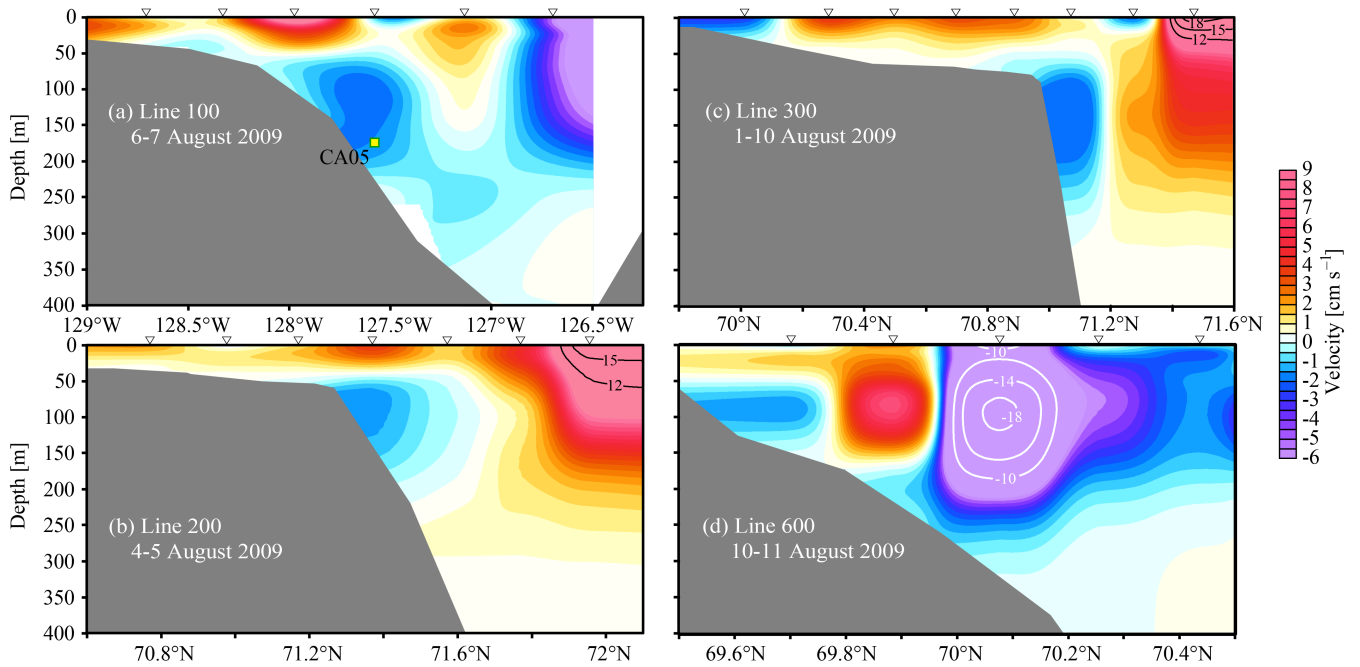 0
50
100
150
200
250
300
350
400
Depth [m]
(a) Line 100
6-7 August 2009
CA05
129°W
128.5°W
128°W
127.5°W
127°W
126.5°W
18
15
12
(c) Line 300
1-10 August 2009
70°N
70.4°N
70.8°N
71.2°N
71.6°N
0
50
100
150
200
250
300
350
400
Depth [m]
15
12
(b) Line 200
4-5 August 2009
70.8°N
71.2°N
71.6°N
72°N
-10
-14
-18
-10
(d) Line 600
10-11 August 2009
69.6°N
69.8°N
70°N
70.2°N
70.4°N
9
8
7
6
5
4
3
2
1
0
-1
-2
-3
-4
-5
-6
Velocity [cm s⁻¹]